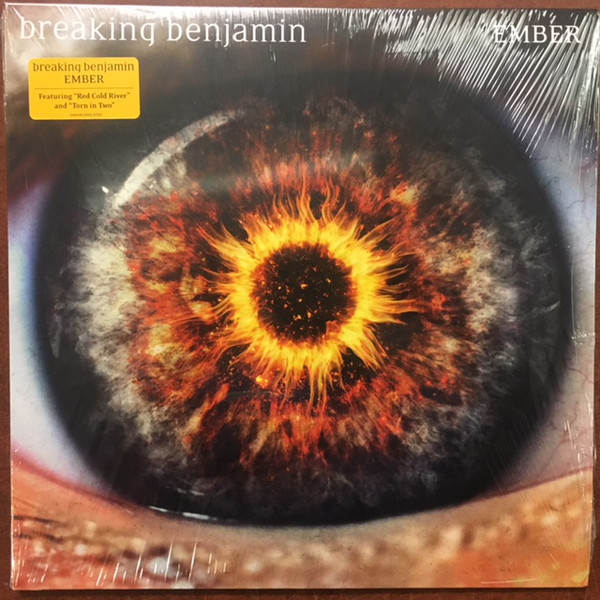 breaking benjamin
EMBER
breaking benjamin
EMBER
Featuring "Red Cold River"
and "Torn in Two"